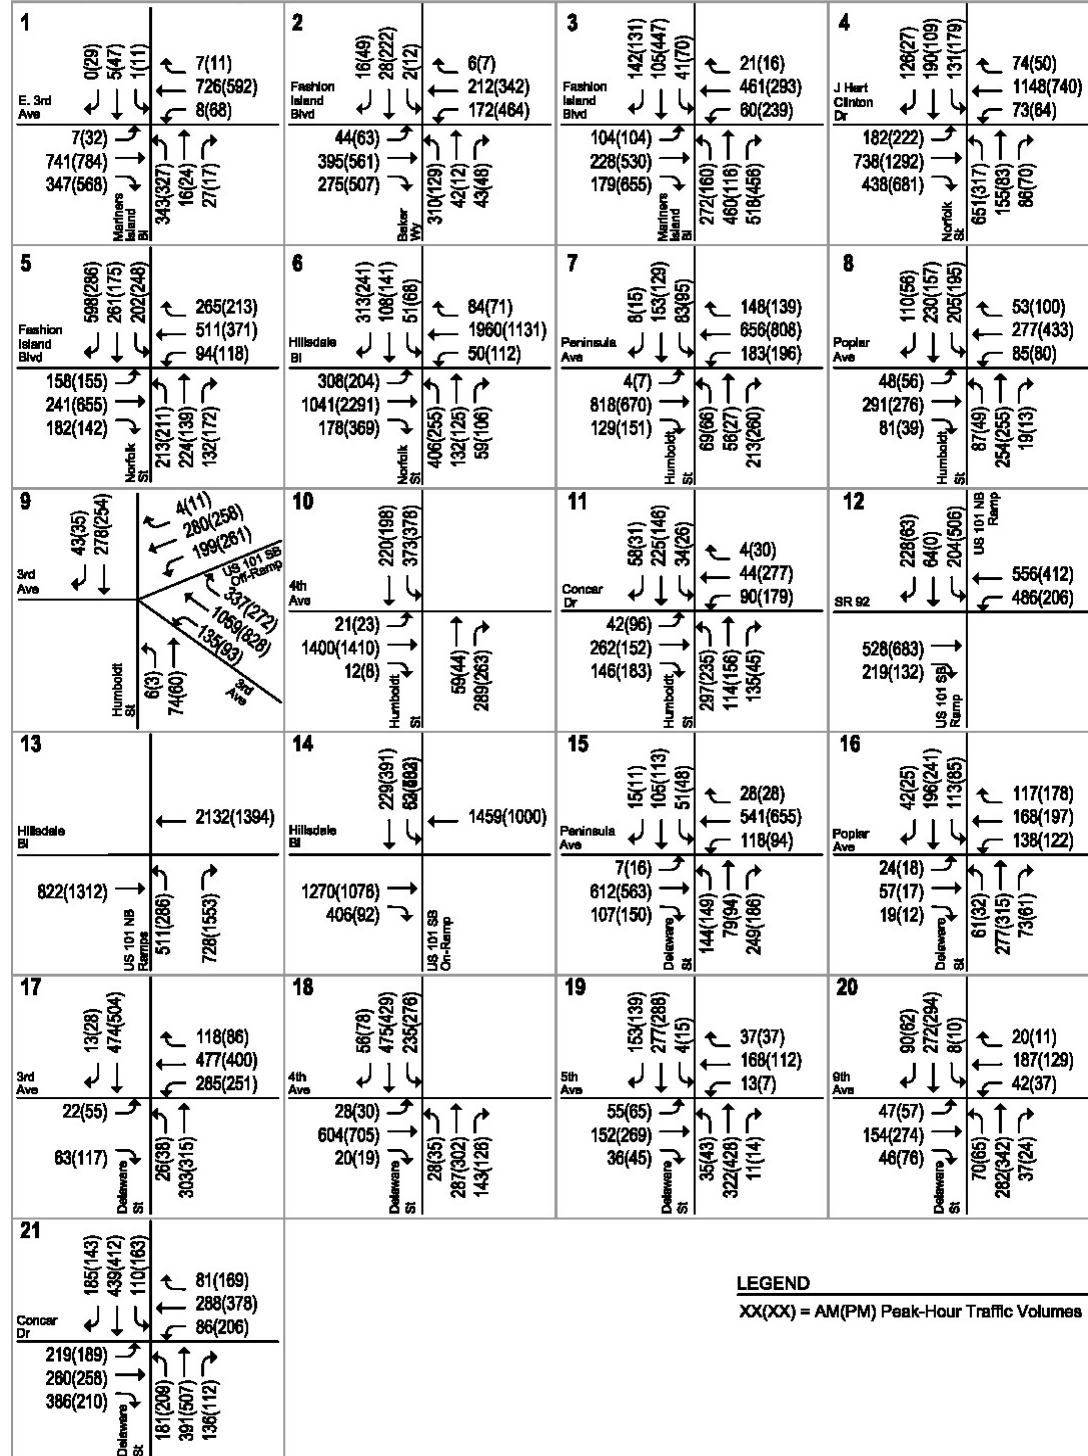 1
0(29)
5(47)
1(11)
7(11)
726(592)
8(68)
E. 3rd
Ave
7(32)
741(784)
347(568)
Mariners
Island
Bl
343(327)
16(24)
27(17)
2
16(49)
28(222)
2(12)
6(7)
212(342)
172(464)
Fashion
Island
Blvd
44(63)
395(561)
275(507)
Baker
Wy
310(129)
42(12)
43(48)
3
142(131)
105(447)
41(70)
21(16)
461(293)
60(239)
Fashion
Island
Blvd
104(104)
228(530)
179(655)
Mariners
Island
Bl
272(160)
460(116)
516(456)
4
126(27)
190(109)
131(179)
74(50)
1148(740)
73(64)
J Hart
Clinton
Dr
182(222)
738(1292)
438(681)
Norfolk
St
651(317)
155(83)
86(70)
5
598(286)
261(175)
202(248)
265(213)
511(371)
94(118)
Fashion
Island
Blvd
158(155)
241(655)
182(142)
Norfolk
St
213(211)
224(139)
132(172)
6
313(241)
108(141)
51(68)
84(71)
1960(1131)
50(112)
Hillsdale
Bl
308(204)
1041(2291)
178(369)
Norfolk
St
406(255)
132(125)
59(106)
7
8(15)
153(129)
83(95)
148(139)
656(808)
183(196)
Peninsula
Ave
4(7)
818(670)
129(151)
Humboldt
St
69(66)
58(27)
213(260)
8
110(56)
230(157)
205(195)
53(100)
277(433)
85(80)
Poplar
Ave
48(56)
291(276)
81(39)
Humboldt
St
87(49)
254(255)
19(13)
9
43(35)
278(254)
4(11)
280(258)
199(261)
US 101 SB
Off-Ramp
3rd
Ave
337(272)
1059(828)
135(93)
3rd
Ave
Humboldt
St
6(3)
74(60)
10
220(198)
373(378)
4th
Ave
21(23)
1400(1410)
12(8)
Humboldt
St
59(44)
289(263)
11
58(31)
225(146)
34(26)
4(30)
44(277)
90(179)
Concar
Dr
42(96)
262(152)
146(183)
Humboldt
St
297(235)
114(156)
135(45)
12
228(63)
64(0)
204(506)
US 101 NB
Ramp
556(412)
486(206)
SR 92
528(683)
219(132)
US 101 SB
Ramp
13
2132(1394)
Hillsdale
Bl
822(1312)
US 101 NB
Ramps
511(286)
728(1553)
14
229(391)
1459(1000)
Hillsdale
Bl
1270(1076)
406(92)
US 101 SB
On-Ramp
15
15(11)
105(113)
51(48)
28(28)
541(655)
118(94)
Peninsula
Ave
7(16)
612(563)
107(150)
Delaware
St
144(149)
79(94)
249(186)
16
42(25)
196(241)
113(85)
117(178)
168(197)
138(122)
Poplar
Ave
24(18)
57(17)
19(12)
Delaware
St
61(32)
277(315)
73(61)
17
13(28)
474(504)
118(86)
477(400)
285(251)
3rd
Ave
22(55)
63(117)
Delaware
St
26(38)
303(315)
18
56(78)
475(429)
235(276)
4th
Ave
28(30)
604(705)
20(19)
Delaware
St
28(35)
287(302)
143(126)
19
153(139)
277(286)
4(15)
37(37)
168(112)
13(7)
5th
Ave
55(65)
152(269)
36(45)
Delaware
St
35(43)
322(428)
11(14)
20
90(62)
272(294)
8(10)
20(11)
187(129)
42(37)
9th
Ave
47(57)
154(274)
46(76)
Delaware
St
70(65)
282(342)
37(24)
21
185(143)
439(412)
110(163)
81(169)
288(378)
86(206)
Concar
Dr
219(189)
260(258)
386(210)
Delaware
St
181(209)
391(507)
136(112)
LEGEND
XX(XX) = AM(PM) Peak-Hour Traffic Volumes